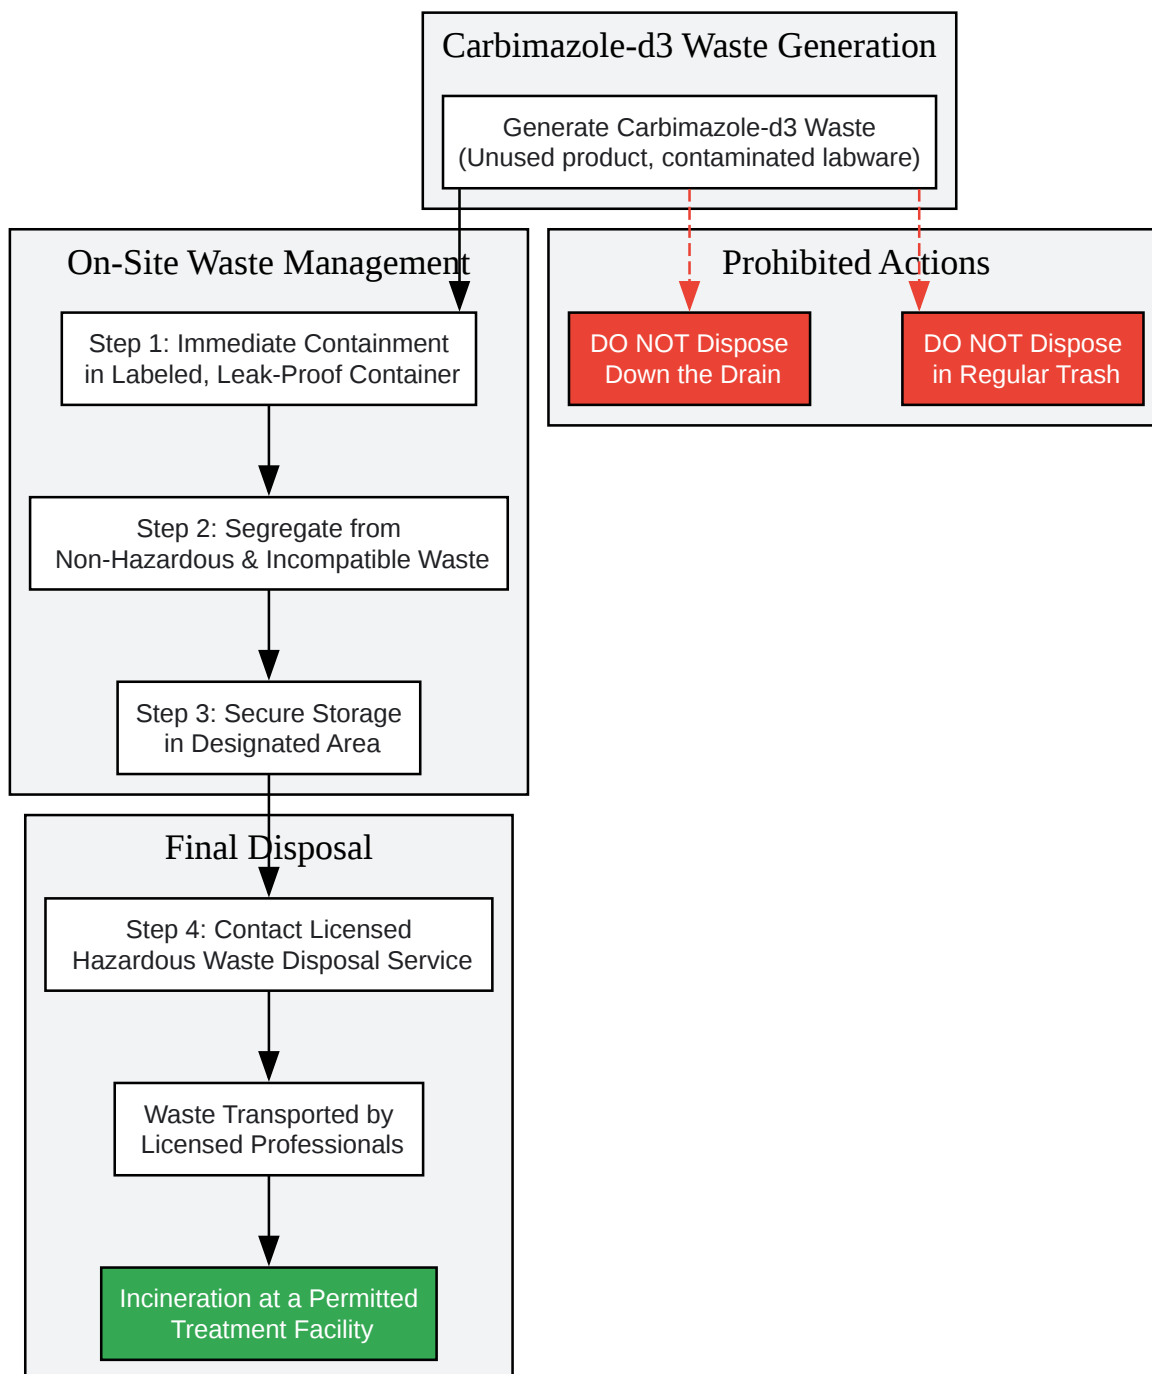 Carbimazole-d3 Waste Generation
Generate Carbimazole-d3 Waste
(Unused product, contaminated labware)
On-Site Waste Management
Step 1: Immediate Containment
in Labeled, Leak-Proof Container
Step 2: Segregate from
Non-Hazardous & Incompatible Waste
Step 3: Secure Storage
in Designated Area
Prohibited Actions
DO NOT Dispose
Down the Drain
DO NOT Dispose
in Regular Trash
Final Disposal
Step 4: Contact Licensed
Hazardous Waste Disposal Service
Waste Transported by
Licensed Professionals
Incineration at a Permitted
Treatment Facility